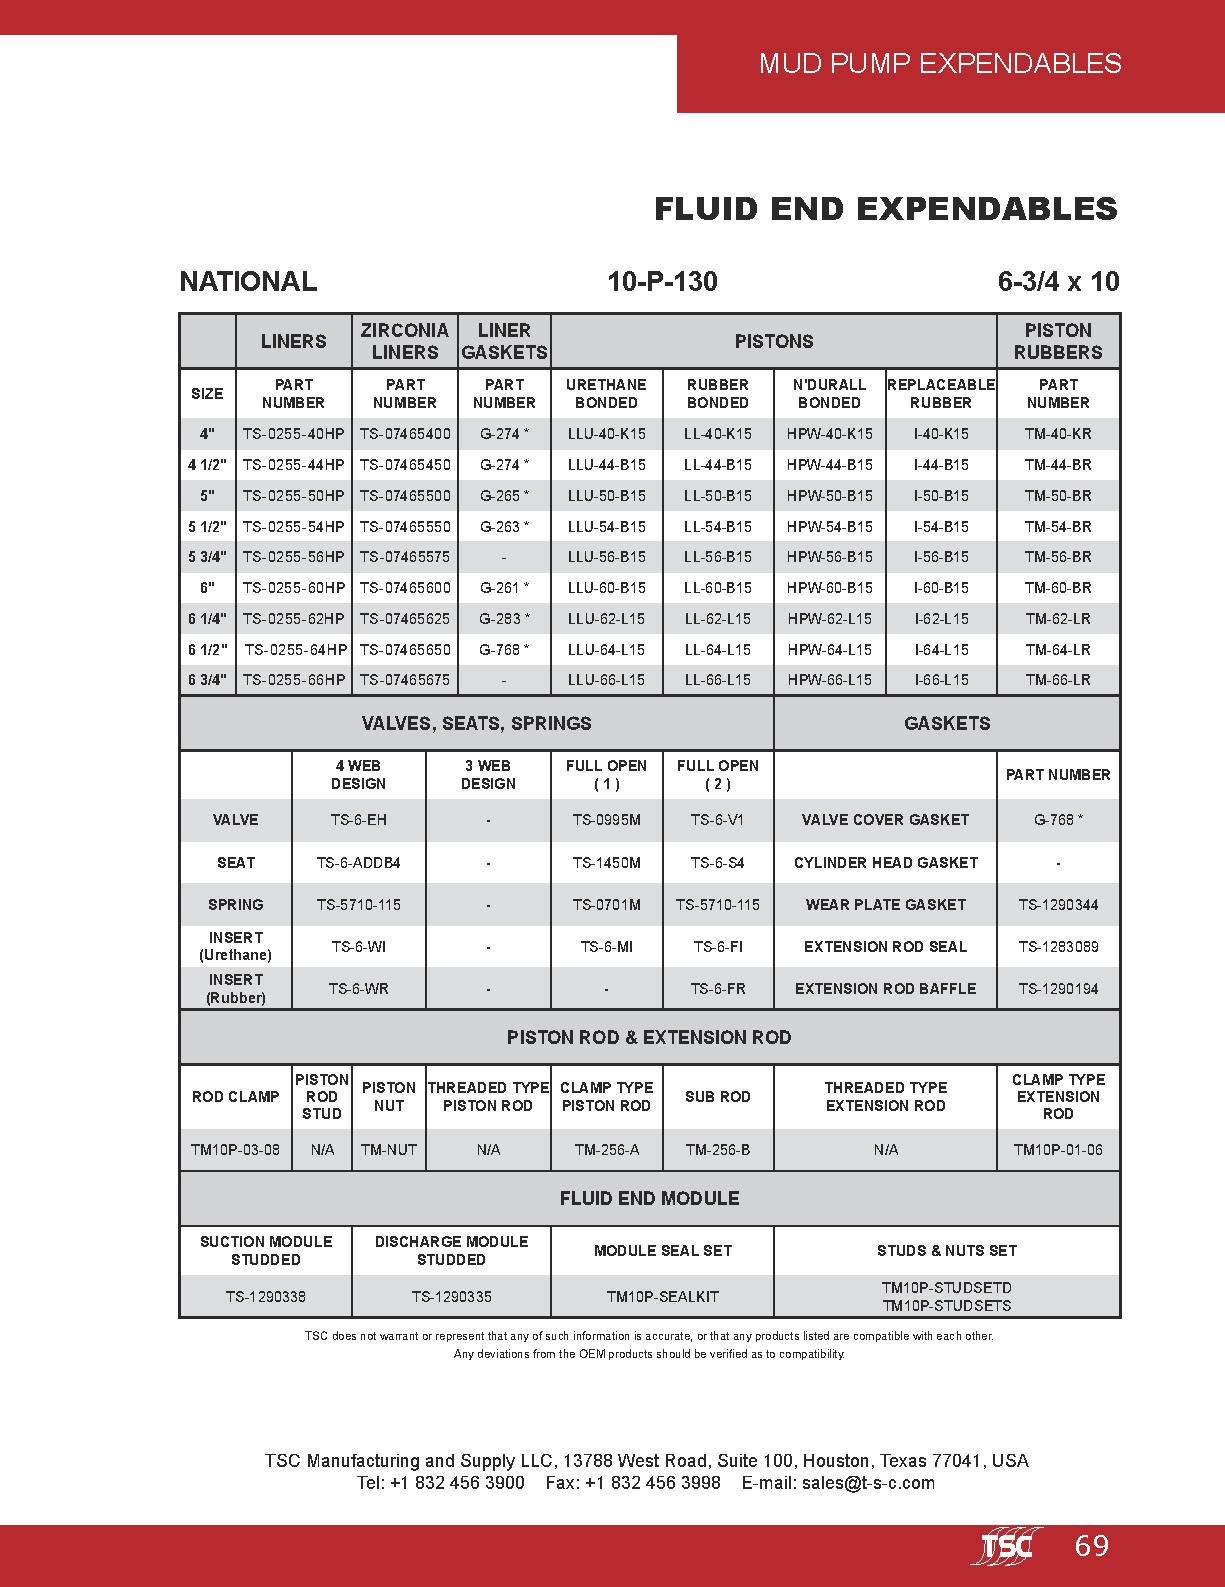 MUD PUMP EXPENDABLES
FLUID END EXPENDABLES
NATIONAL 10-P-130 6-3/4 x 10
LINERS ZIRCONIA LINERS LINER GASKETS PISTONS PISTON RUBBERS
SIZE PART NUMBER PART NUMBER PART NUMBER URETHANE BONDED RUBBER BONDED N'DURALL BONDED REPLACEABLE RUBBER PART NUMBER
4" TS-0255-40HP TS-07465400 G-274 * LLU-40-K15 LL-40-K15 HPW-40-K15 I-40-K15 TM-40-KR
4 1/2" TS-0255-44HP TS-07465450 G-274 * LLU-44-B15 LL-44-B15 HPW-44-B15 I-44-B15 TM-44-BR
5" TS-0255-50HP TS-07465500 G-265 * LLU-50-B15 LL-50-B15 HPW-50-B15 I-50-B15 TM-50-BR
5 1/2" TS-0255-54HP TS-07465550 G-263 * LLU-54-B15 LL-54-B15 HPW-54-B15 I-54-B15 TM-54-BR
5 3/4" TS-0255-56HP TS-07465575 - LLU-56-B15 LL-56-B15 HPW-56-B15 I-56-B15 TM-56-BR
6" TS-0255-60HP TS-07465600 G-261 * LLU-60-B15 LL-60-B15 HPW-60-B15 I-60-B15 TM-60-BR
6 1/4" TS-0255-62HP TS-07465625 G-283 * LLU-62-L15 LL-62-L15 HPW-62-L15 I-62-L15 TM-62-LR
6 1/2" TS-0255-64HP TS-07465650 G-768 * LLU-64-L15 LL-64-L15 HPW-64-L15 I-64-L15 TM-64-LR
6 3/4" TS-0255-66HP TS-07465675 - LLU-66-L15 LL-66-L15 HPW-66-L15 I-66-L15 TM-66-LR
VALVES, SEATS, SPRINGS GASKETS
4 WEB DESIGN 3 WEB DESIGN FULL OPEN ( 1 ) FULL OPEN ( 2 ) PART NUMBER
VALVE TS-6-EH - TS-0995M TS-6-V1 VALVE COVER GASKET G-768 *
SEAT TS-6-ADDB4 - TS-1450M TS-6-S4 CYLINDER HEAD GASKET -
SPRING TS-5710-115 - TS-0701M TS-5710-115 WEAR PLATE GASKET TS-1290344
INSERT (Urethane) TS-6-WI - TS-6-MI TS-6-FI EXTENSION ROD SEAL TS-1283089
INSERT (Rubber) TS-6-WR - - TS-6-FR EXTENSION ROD BAFFLE TS-1290194
PISTON ROD & EXTENSION ROD
ROD CLAMP PISTON ROD STUD PISTON NUT THREADED TYPE PISTON ROD CLAMP TYPE PISTON ROD SUB ROD THREADED TYPE EXTENSION ROD CLAMP TYPE EXTENSION ROD
TM10P-03-08 N/A TM-NUT N/A TM-256-A TM-256-B N/A TM10P-01-06
FLUID END MODULE
SUCTION MODULE STUDDED DISCHARGE MODULE STUDDED MODULE SEAL SET STUDS & NUTS SET
TS-1290338 TS-1290335 TM10P-SEALKIT TM10P-STUDSETD
TM10P-STUDSETS
TSC does not warrant or represent that any of such information is accurate, or that any products listed are compatible with each other.
Any deviations from the OEM products should be verified as to compatibility.
TSC Manufacturing and Supply LLC, 13788 West Road, Suite 100, Houston, Texas 77041, USA
Tel: +1 832 456 3900 Fax: +1 832 456 3998 E-mail: sales@t-s-c.com
TSC 69